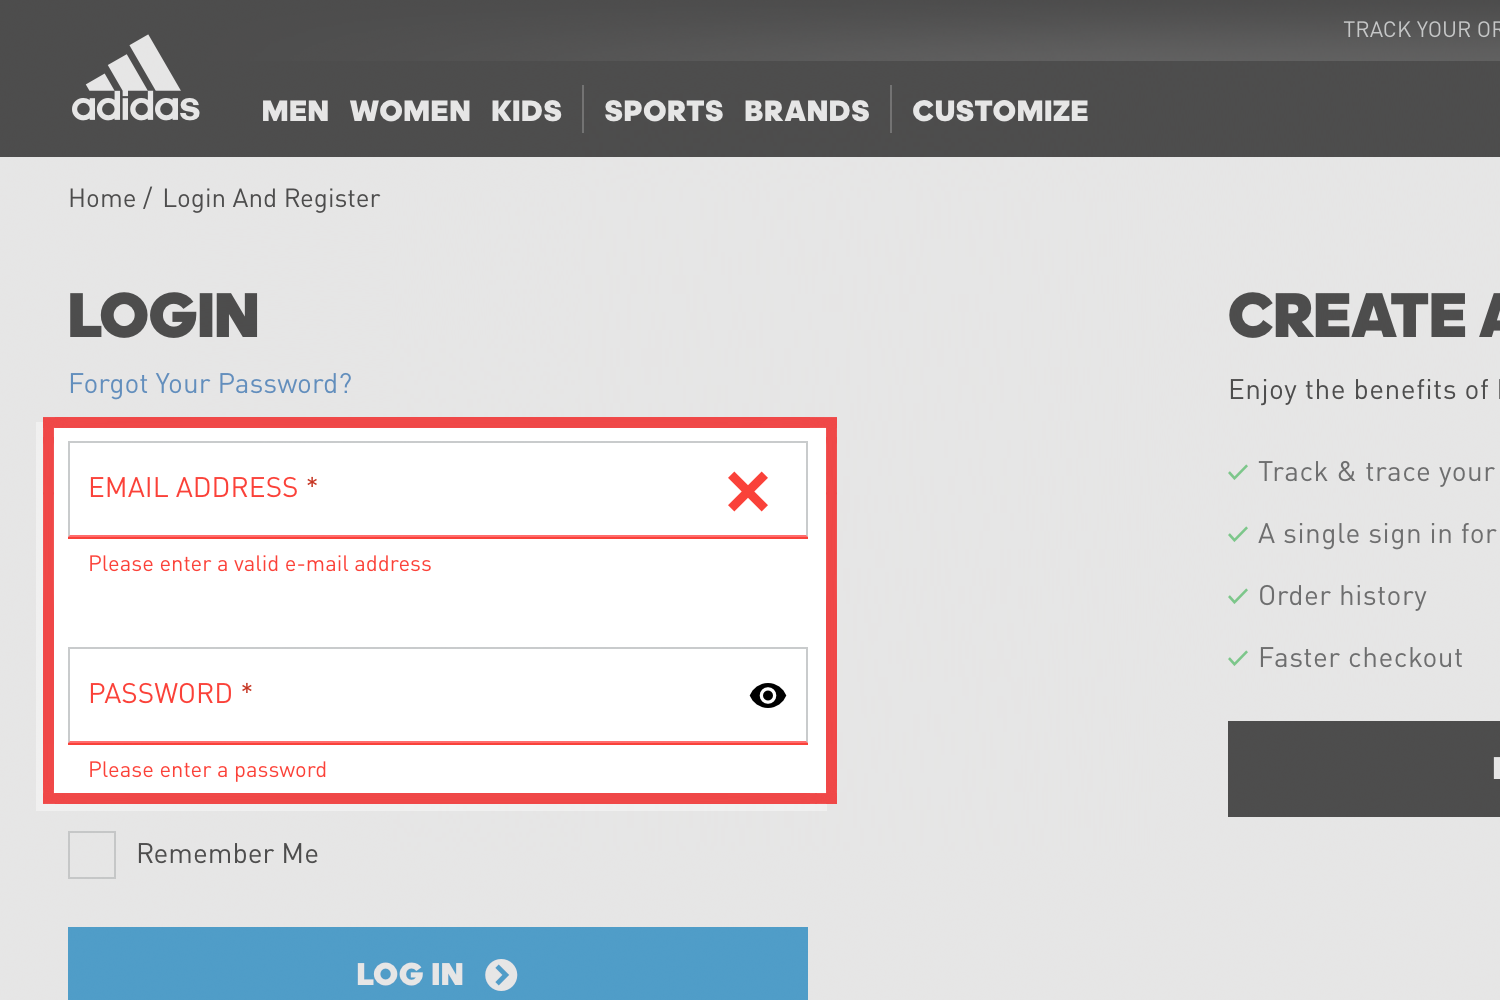 TRACK YOUR
adidas
MEN WOMEN KIDS SPORTS BRANDS CUSTOMIZE
Home / Login And Register
LOGIN
Forgot Your Password?
EMAIL ADDRESS *
Please enter a valid e-mail address
PASSWORD *
Please enter a password
Remember Me
LOG IN
CREATE
Enjoy the benefits of
Track & trace your
A single sign in for
Order history
Faster checkout